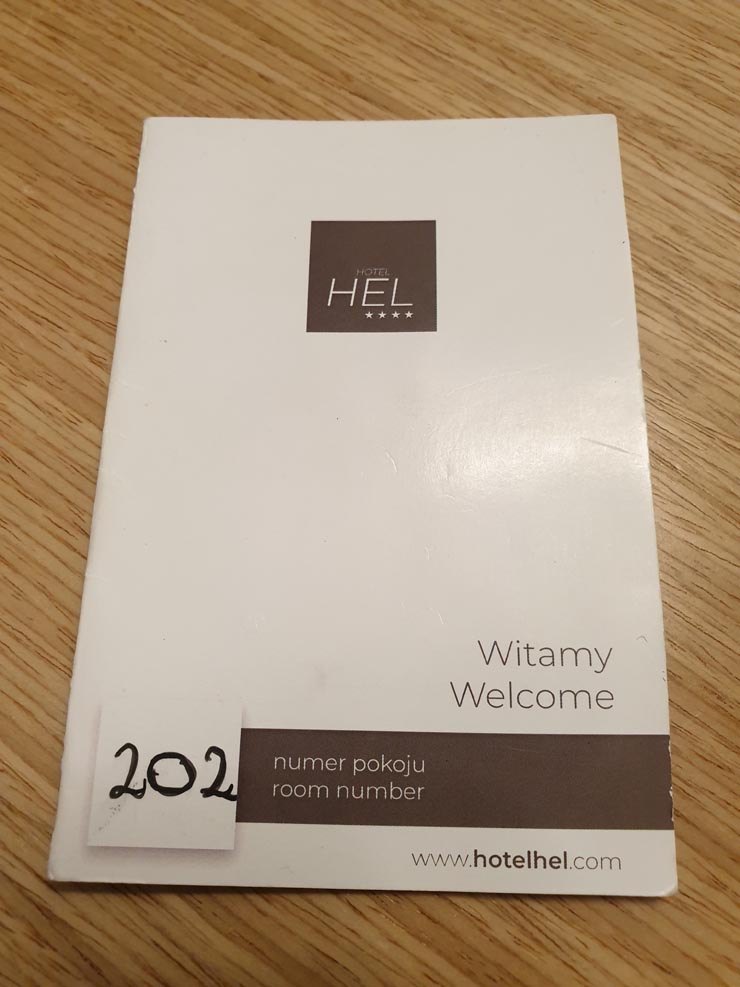 HOTEL
HEL
★★★★
Witamy
Welcome
202
numer pokoju
room number
www.hotelhel.com